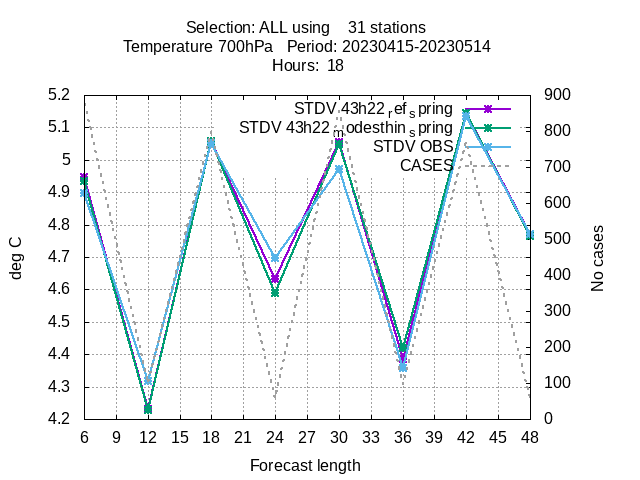 Selection: ALL using    31 stations
Temperature 700hPa   Period: 20230415-20230514
Hours: 18
STDV 43h22_ref_spring
STDV 43h22_modesthin_spring
STDV OBS
CASES
5.2
5.1
5
4.9
4.8
4.7
4.6
4.5
4.4
4.3
4.2
deg C
900
800
700
600
500
400
300
200
100
0
No cases
6 9 12 15 18 21 24 27 30 33 36 39 42 45 48
Forecast length